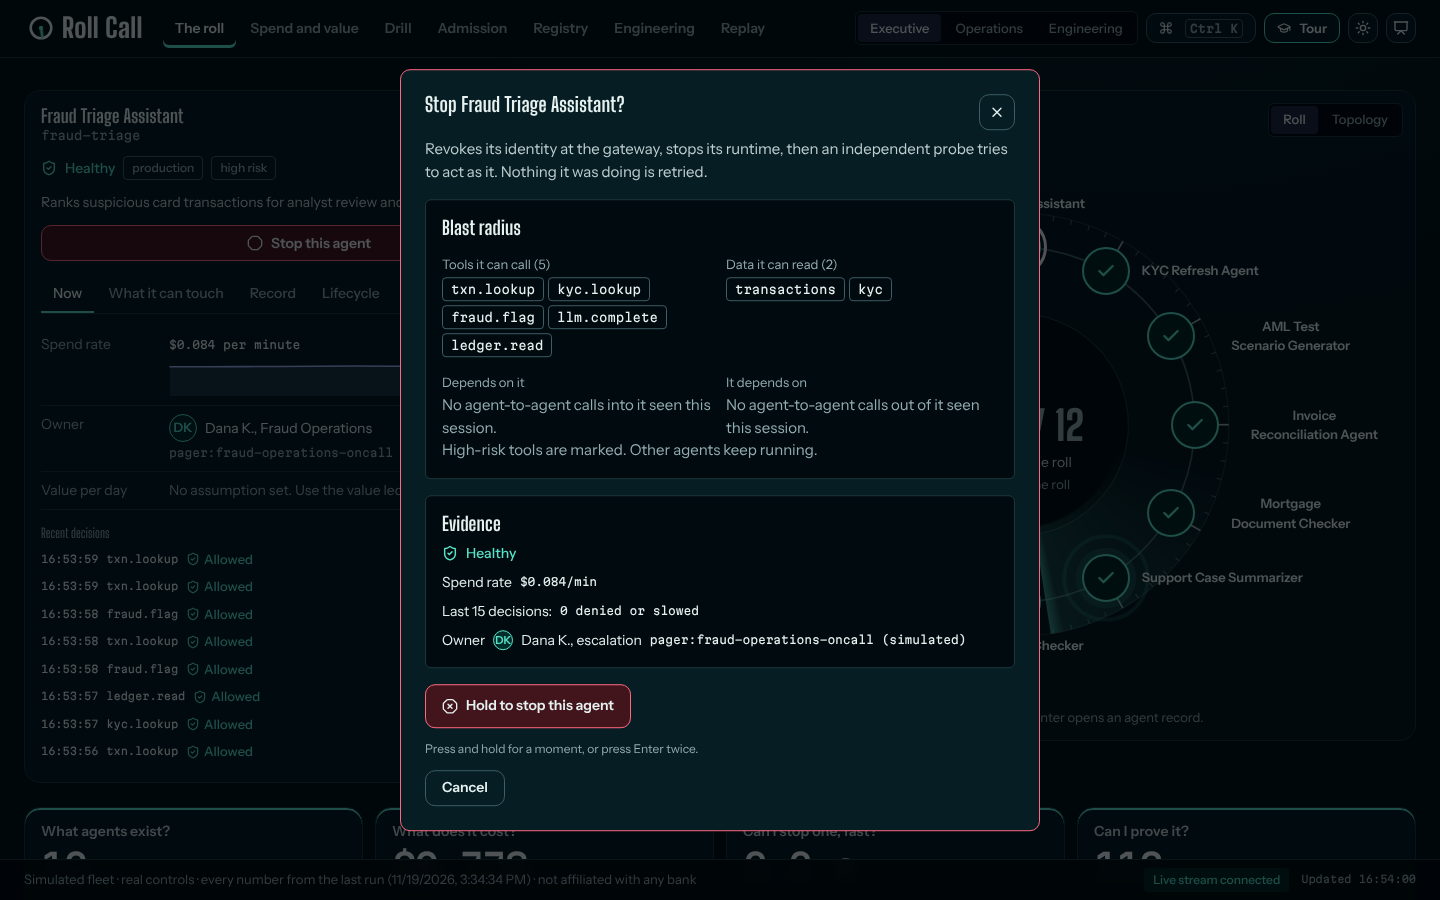 Roll Call
The roll
Spend and value
Drill
Admission
Registry
Engineering
Replay
Executive
Operations
Engineering
⌘ Ctrl K
Tour
Fraud Triage Assistant
fraud-triage
Healthy
production
high risk
Ranks suspicious card transactions for analyst review
Stop this agent
Now
What it can touch
Record
Lifecycle
Spend rate
$0.084 per minute
Owner
DK Dana K., Fraud Operations
pager:fraud-operations-oncall
Value per day
No assumption set. Use the value
Recent decisions
16:53:59 txn.lookup Allowed
16:53:59 txn.lookup Allowed
16:53:58 fraud.flag Allowed
16:53:58 txn.lookup Allowed
16:53:58 fraud.flag Allowed
16:53:57 ledger.read Allowed
16:53:57 kyc.lookup Allowed
16:53:56 txn.lookup Allowed
Stop Fraud Triage Assistant?
Revokes its identity at the gateway, stops its runtime, then an independent probe tries
to act as it. Nothing it was doing is retried.
Blast radius
Tools it can call (5)
txn.lookup kyc.lookup
fraud.flag llm.complete
ledger.read
Data it can read (2)
transactions kyc
Depends on it
No agent-to-agent calls into it seen this
session.
It depends on
No agent-to-agent calls out of it seen
this session.
High-risk tools are marked. Other agents keep running.
Evidence
Healthy
Spend rate $0.084/min
Last 15 decisions: 0 denied or slowed
Owner DK Dana K., escalation pager:fraud-operations-oncall (simulated)
Hold to stop this agent
Press and hold for a moment, or press Enter twice.
Cancel
Roll
Topology
KYC Refresh Agent
AML Test
Scenario Generator
Invoice
Reconciliation Agent
12
roll
roll
Mortgage
Document Checker
Support Case Summarizer
opens an agent record.
What agents exist?
What does it cost?
Can I stop one, fast?
Can I prove it?
Simulated fleet · real controls · every number from the last run (11/19/2026, 3:34:34 PM) · not affiliated with any bank
Live stream connected
Updated 16:54:00